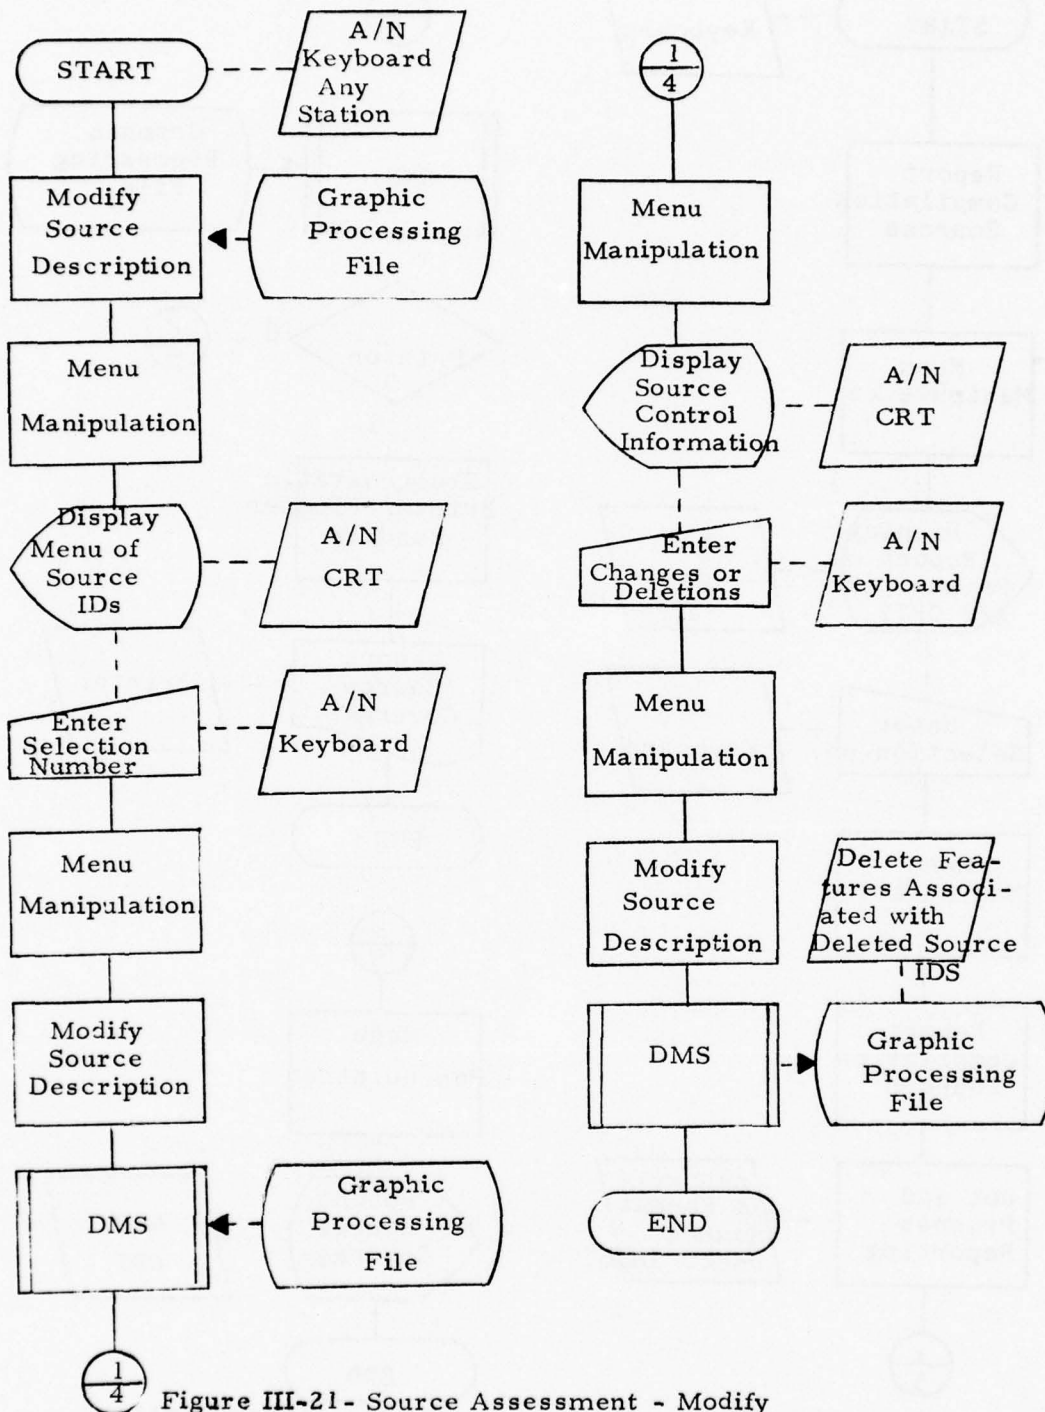 START
A/N
Keyboard
Any
Station
Modify
Source
Description
Graphic
Processing
File
Menu
Manipulation
Display
Menu of
Source
IDs
A/N
CRT
Enter
Selection
Number
A/N
Keyboard
Menu
Manipulation
Modify
Source
Description
DMS
Graphic
Processing
File
1
4
1
4
Menu
Manipulation
Display
Source
Control
Information
A/N
CRT
Enter
Changes or
Deletions
A/N
Keyboard
Menu
Manipulation
Modify
Source
Description
Delete Fea-
tures Associ-
ated with
Deleted Source
IDS
DMS
Graphic
Processing
File
END
Figure III-21- Source Assessment - Modify